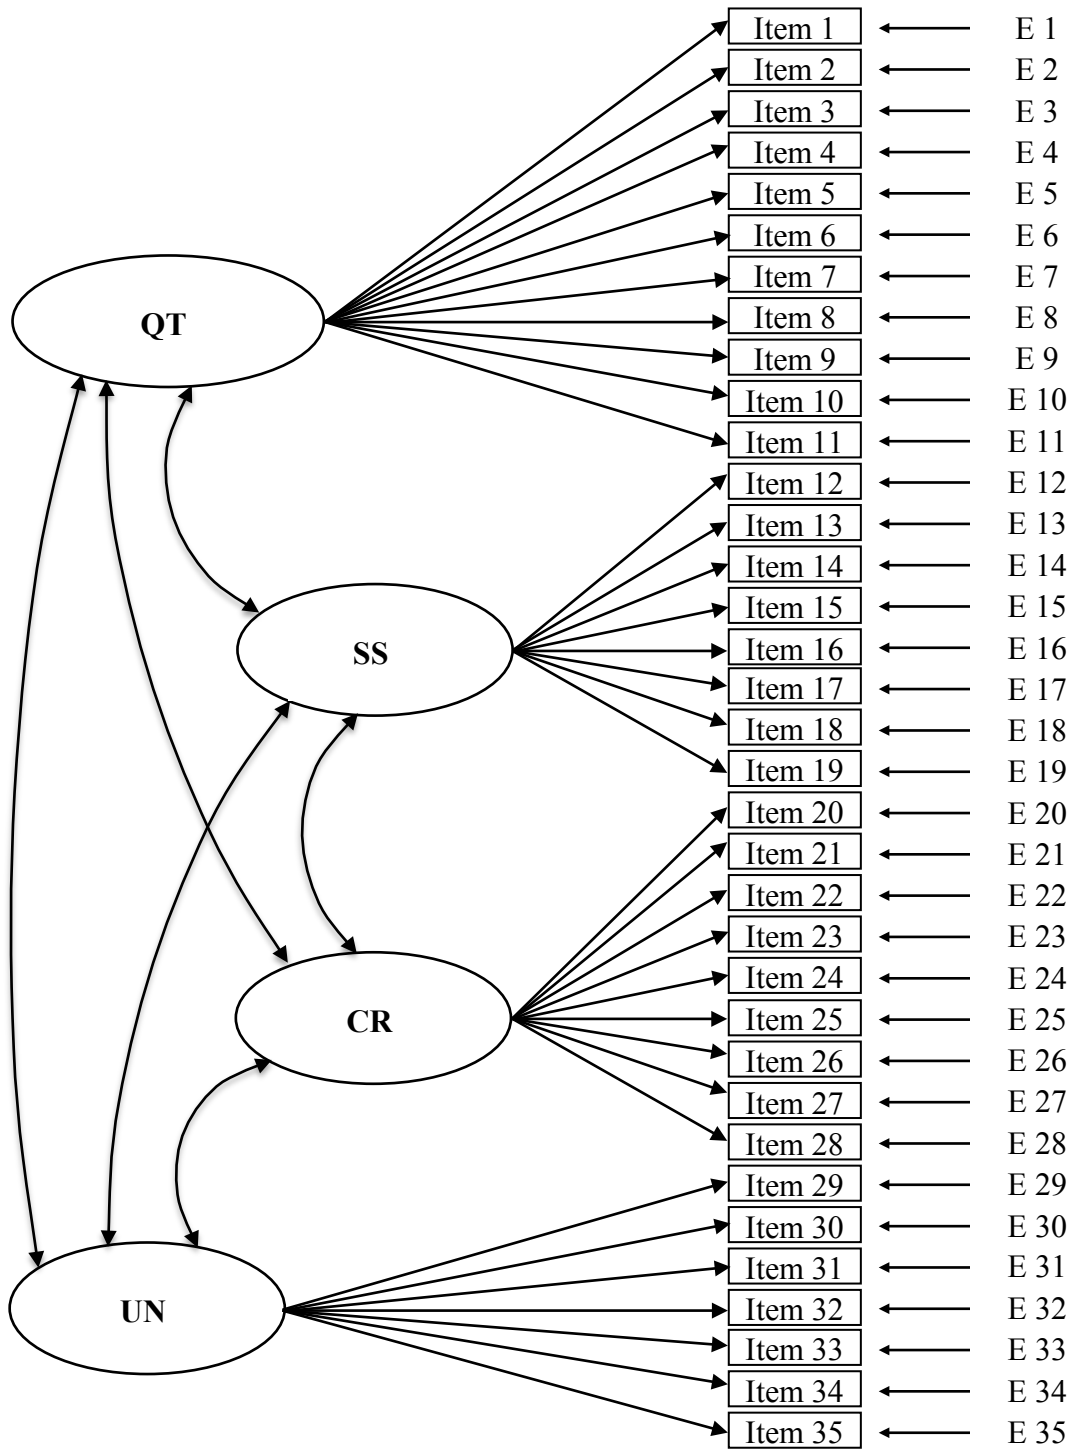 Item 1 E 1
Item 2 E 2
Item 3 E 3
Item 4 E 4
Item 5 E 5
Item 6 E 6
Item 7 E 7
QT
Item 8 E 8
Item 9 E 9
Item 10 E 10
Item 11 E 11
Item 12 E 12
Item 13 E 13
Item 14 E 14
Item 15 E 15
SS
Item 16 E 16
Item 17 E 17
Item 18 E 18
Item 19 E 19
Item 20 E 20
Item 21 E 21
Item 22 E 22
Item 23 E 23
Item 24 E 24
CR
Item 25 E 25
Item 26 E 26
Item 27 E 27
Item 28 E 28
Item 29 E 29
Item 30 E 30
Item 31 E 31
UN
Item 32 E 32
Item 33 E 33
Item 34 E 34
Item 35 E 35